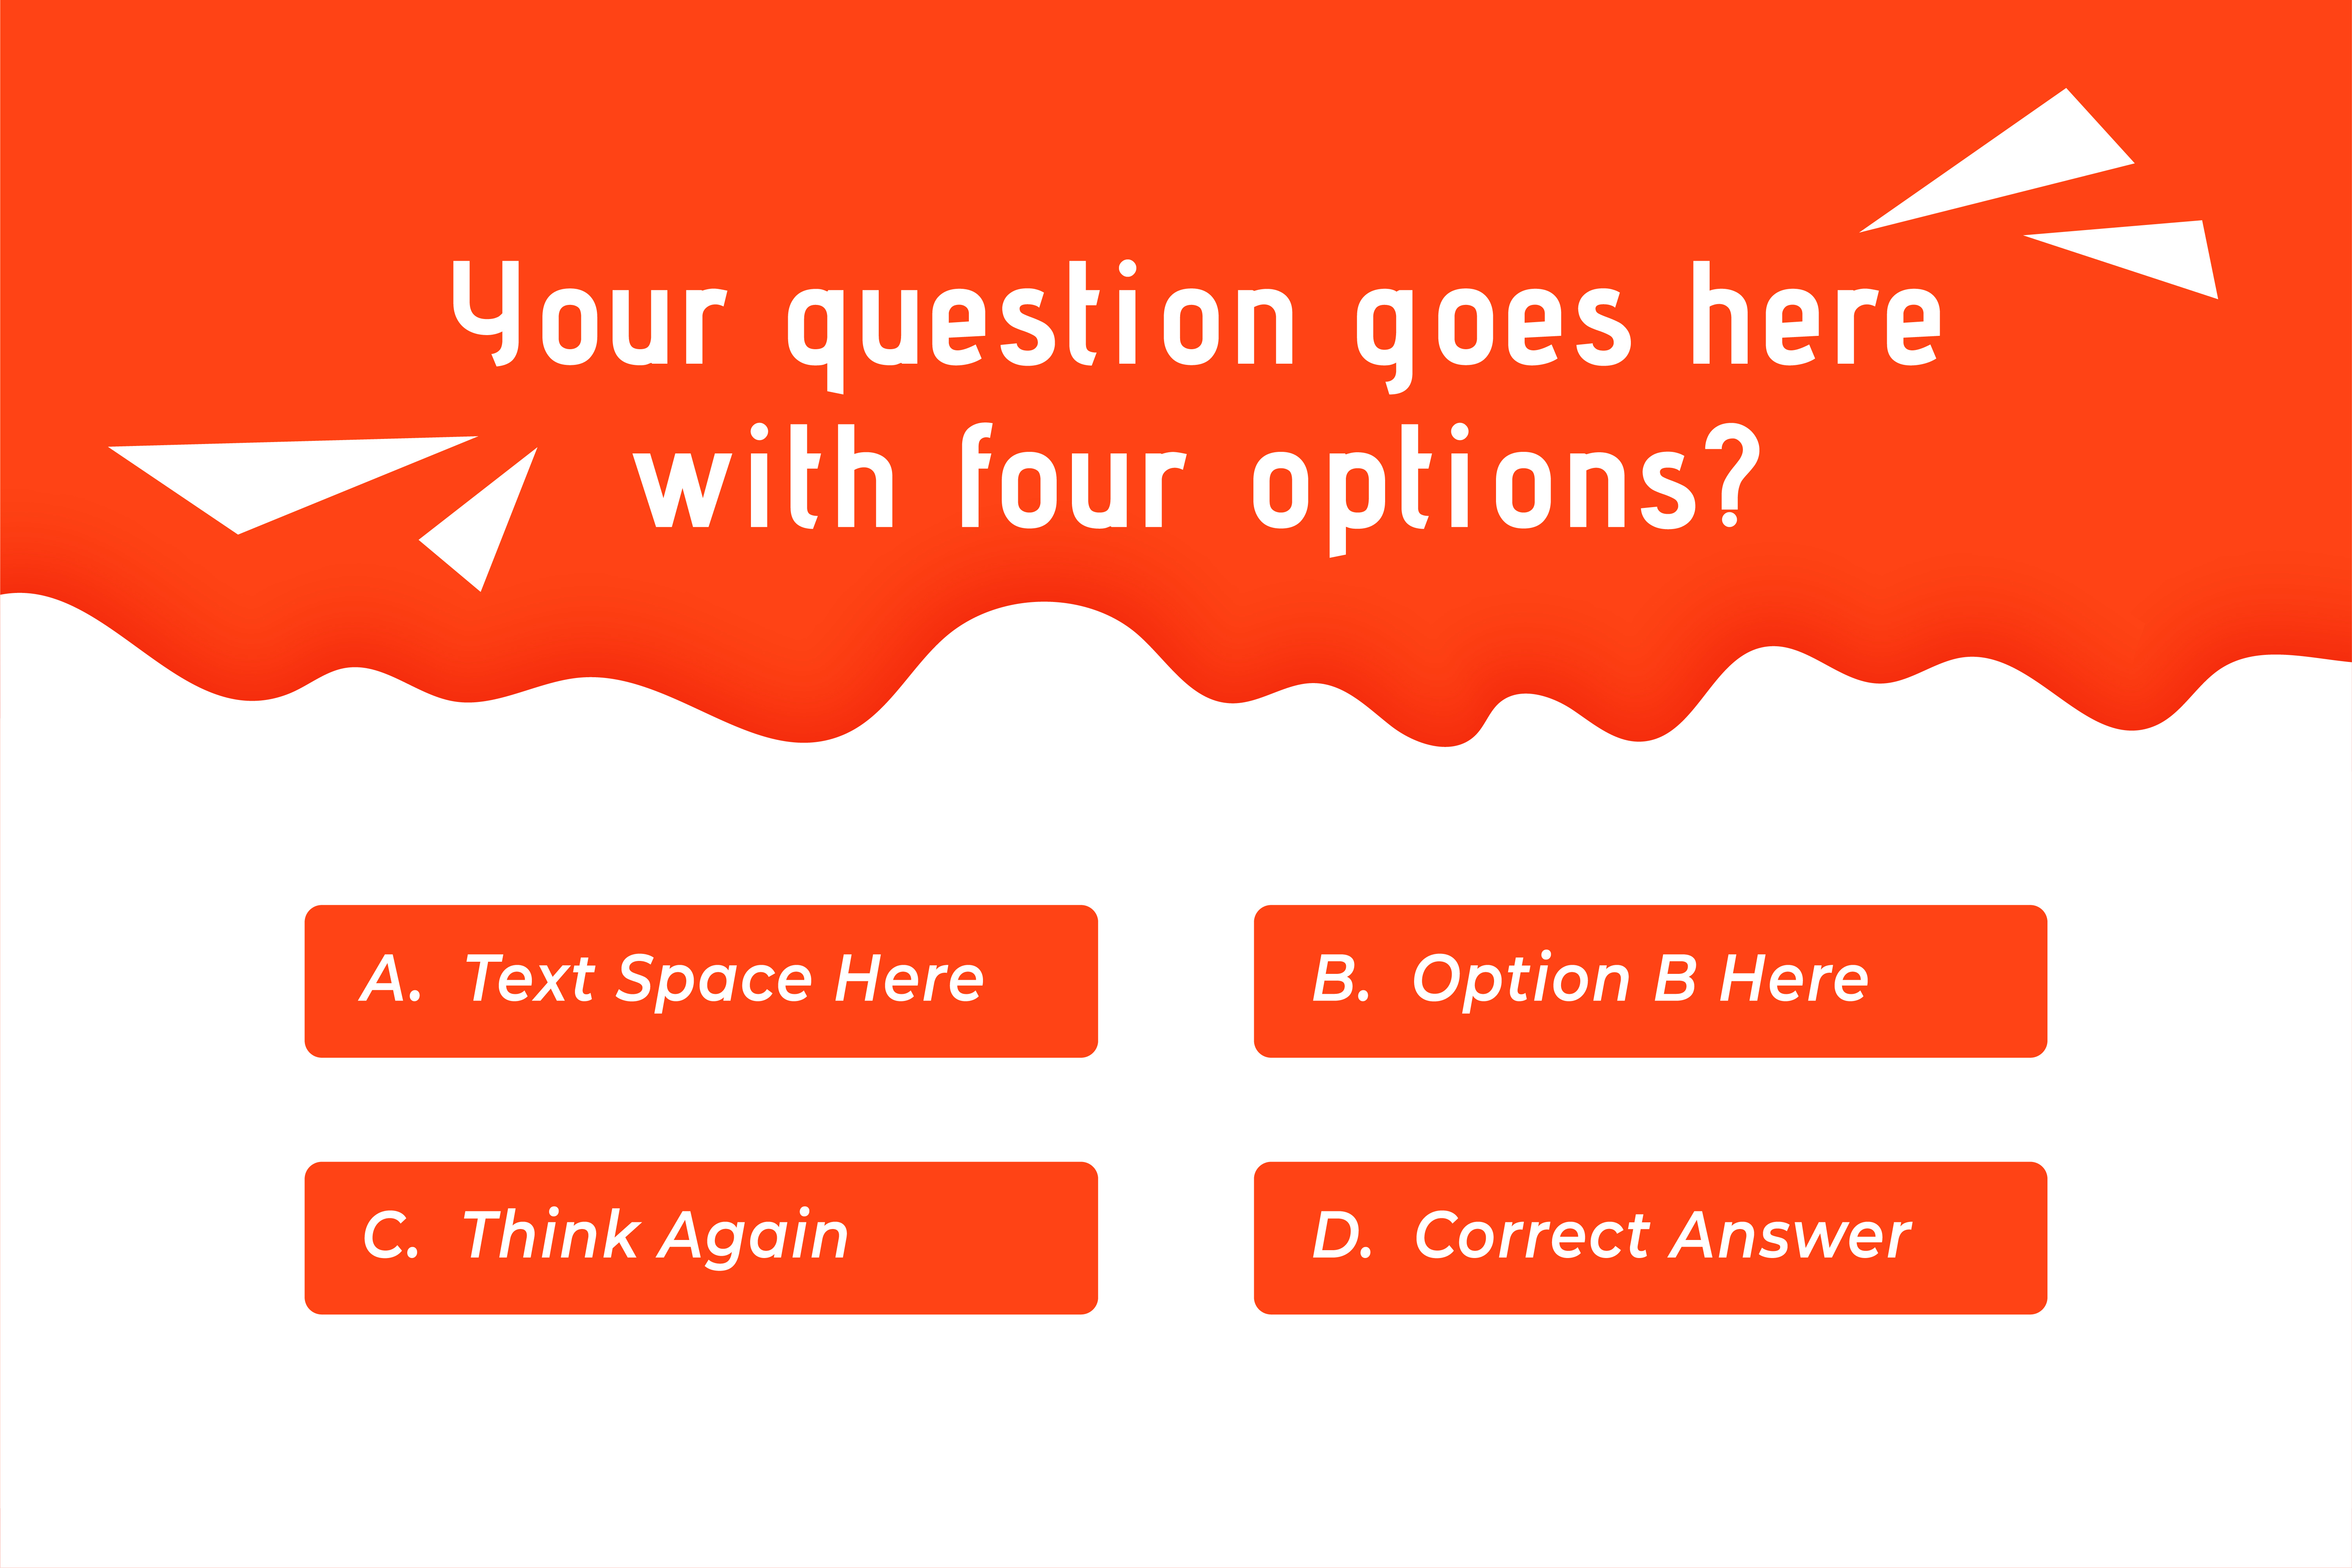 Your question goes here
with four options?
A. Text Space Here
B. Option B Here
C. Think Again
D. Correct Answer